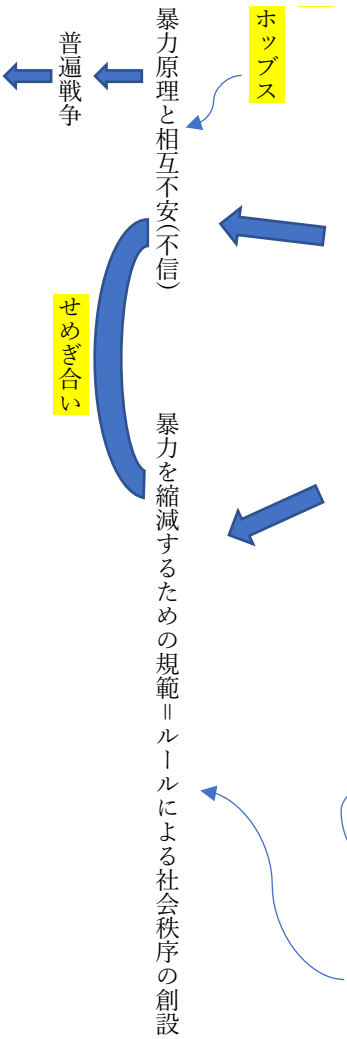 ホッブス
暴力原理と相互不安(不信)
暴力を縮減するための規範=ルールによる社会秩序の創設
せめぎ合い
普遍戦争